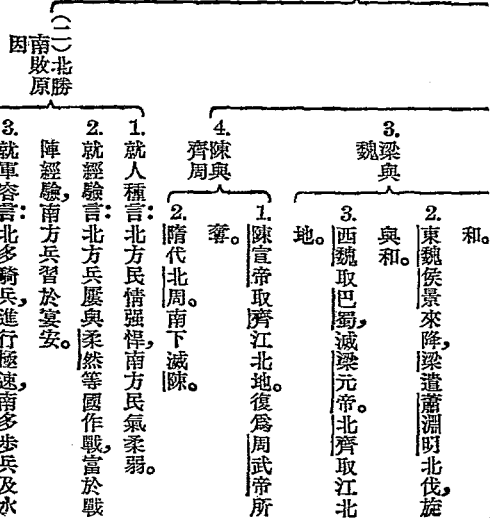 和。
3. 梁與
魏
2. 東魏侯景來降，梁遣蕭淵明北伐，旋
與和。
3. 西魏取巴蜀，滅梁元帝。北齊取江北
地。
4. 陳與
齊周
1. 陳宣帝取齊江北地。復爲周武帝所
奪。
2. 隋代北周。南下滅陳。
(二)北勝
南敗原
因
1. 就人種言：北方民情强悍，南方民氣柔弱。
2. 就經驗言：北方兵屢與柔然等國作戰，富於戰
陣經驗，南方兵習於宴安。
3. 就軍容言：北多騎兵，進行極速，南多步兵及水